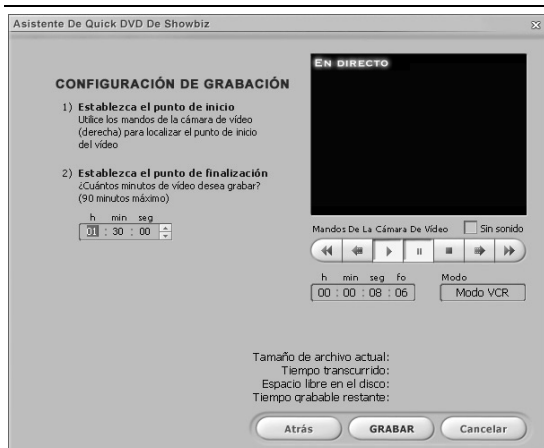 Asistente De Quick DVD De Showbiz
CONFIGURACIÓN DE GRABACIÓN
1) Establezca el punto de inicio
Utilice los mandos de la cámara de vídeo
(derecha) para localizar el punto de inicio
del vídeo
2) Establezca el punto de finalización
¿Cuántos minutos de vídeo desea grabar?
(90 minutos máximo)
h min seg
01 : 30 : 00
EN DIRECTO
Mandos De La Cámara De Vídeo Sin sonido
h min seg fo Modo
00 : 00 : 08 : 06 Modo VCR
Tamaño de archivo actual:
Tiempo transcurrido:
Espacio libre en el disco:
Tiempo grabable restante:
Atrás GRABAR Cancelar